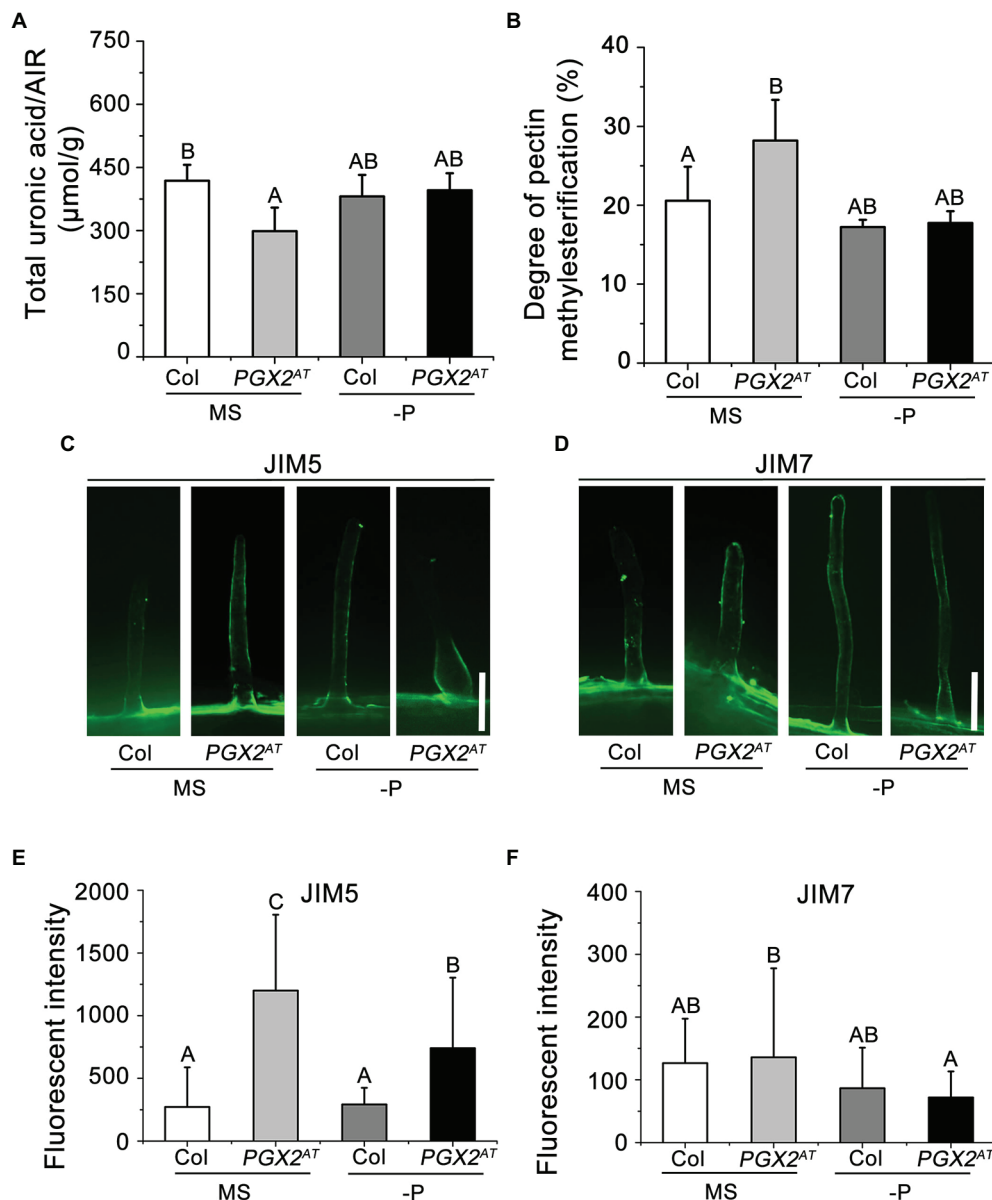 A
Total uronic acid/AIR
(μmol/g)
750
600
450
300
150
0
B
A
AB
AB
Col
PGX2AT
Col
PGX2AT
MS
-P
B
Degree of pectin
methylesterification (%)
40
30
20
10
0
A
B
AB
AB
Col
PGX2AT
Col
PGX2AT
MS
-P
C
JIM5
Col
PGX2AT
Col
PGX2AT
MS
-P
D
JIM7
Col
PGX2AT
Col
PGX2AT
MS
-P
E
JIM5
Fluorescent intensity
2000
1500
1000
500
0
A
C
A
B
Col
PGX2AT
Col
PGX2AT
MS
-P
F
JIM7
Fluorescent intensity
400
300
200
100
0
AB
B
AB
A
Col
PGX2AT
Col
PGX2AT
MS
-P